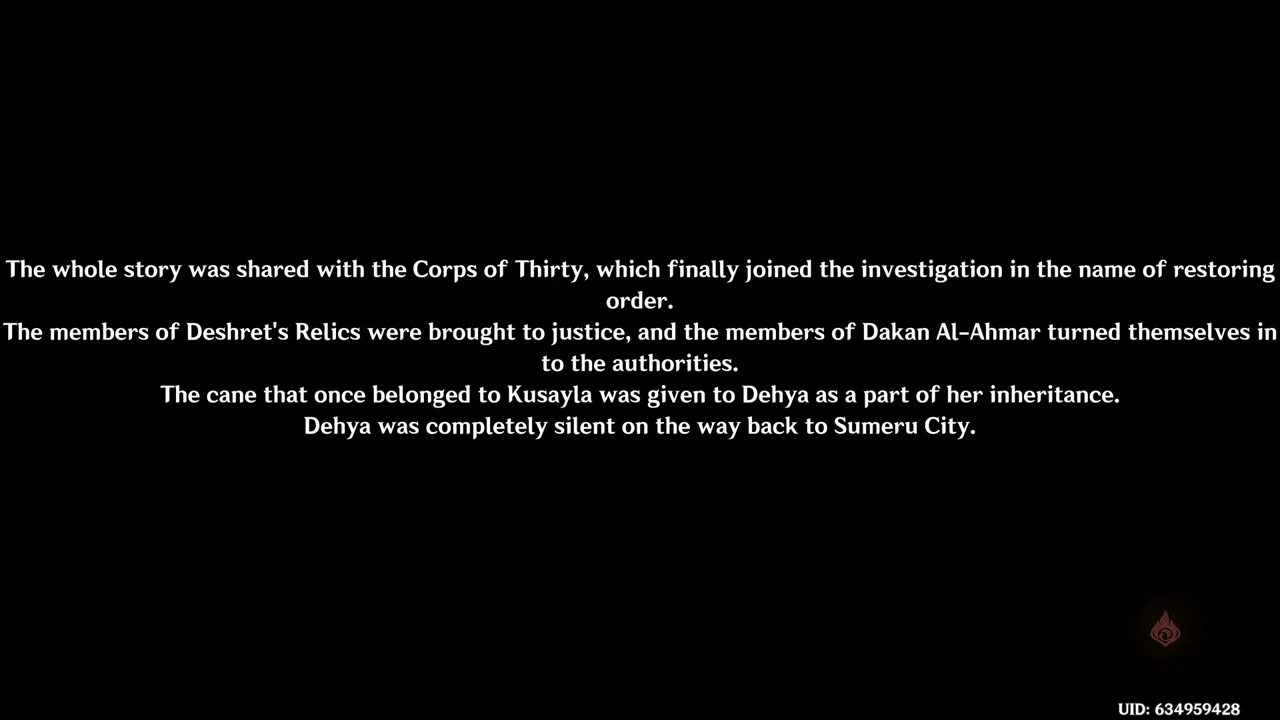 The whole story was shared with the Corps of Thirty, which finally joined the investigation in the name of restoring
order.
The members of Deshret's Relics were brought to justice, and the members of Dakan Al-Ahmar turned themselves in
to the authorities.
The cane that once belonged to Kusayla was given to Dehya as a part of her inheritance.
Dehya was completely silent on the way back to Sumeru City.
UID: 634959428